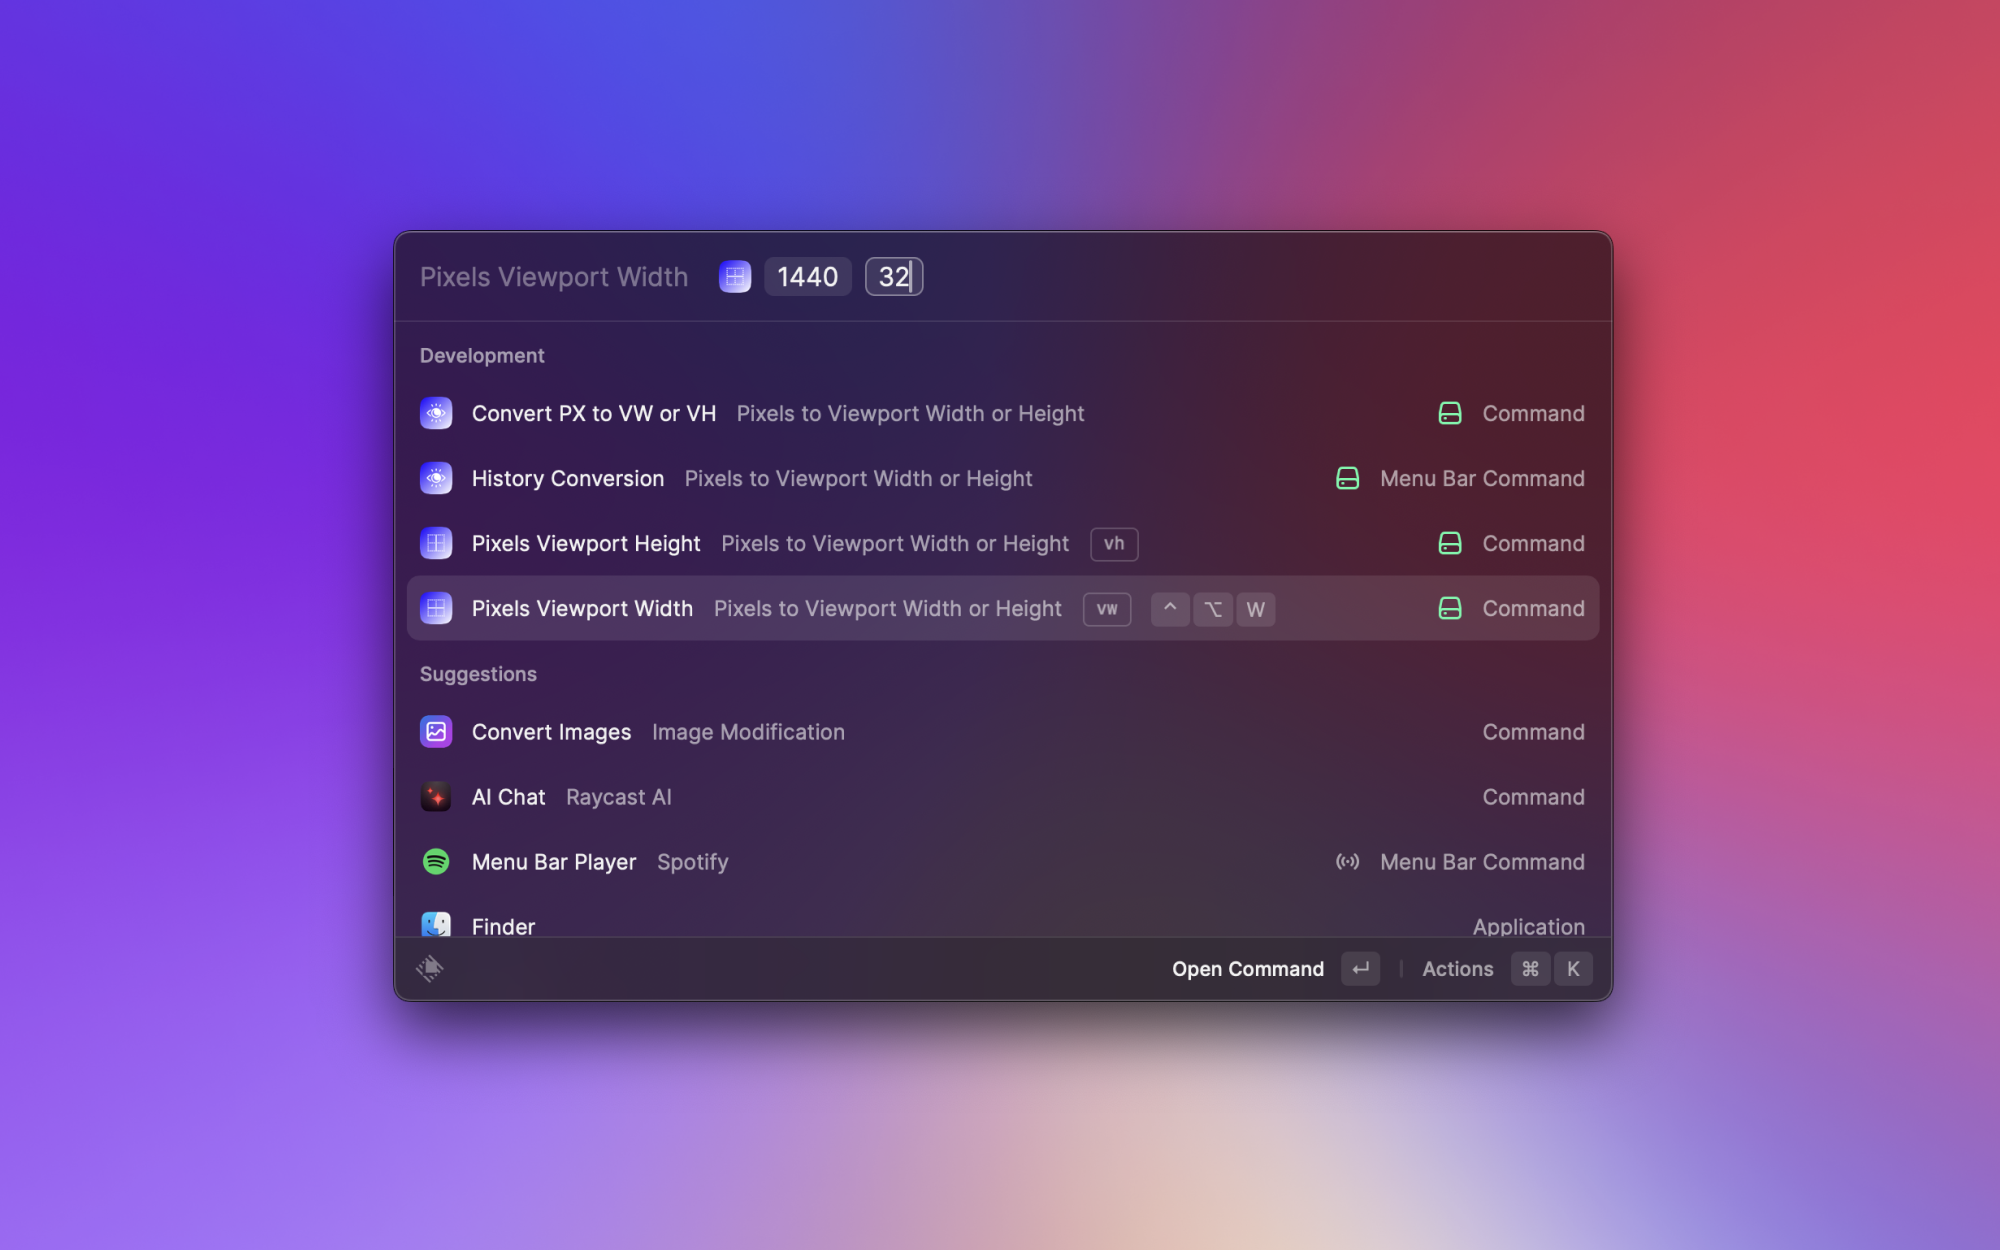 Pixels Viewport Width 1440 32
Development
Convert PX to VW or VH Pixels to Viewport Width or Height Command
History Conversion Pixels to Viewport Width or Height Menu Bar Command
Pixels Viewport Height Pixels to Viewport Width or Height vh Command
Pixels Viewport Width Pixels to Viewport Width or Height vw ^ ⌥ W Command
Suggestions
Convert Images Image Modification Command
AI Chat Raycast AI Command
Menu Bar Player Spotify Menu Bar Command
Finder Application
Open Command ↵ Actions ⌘ K